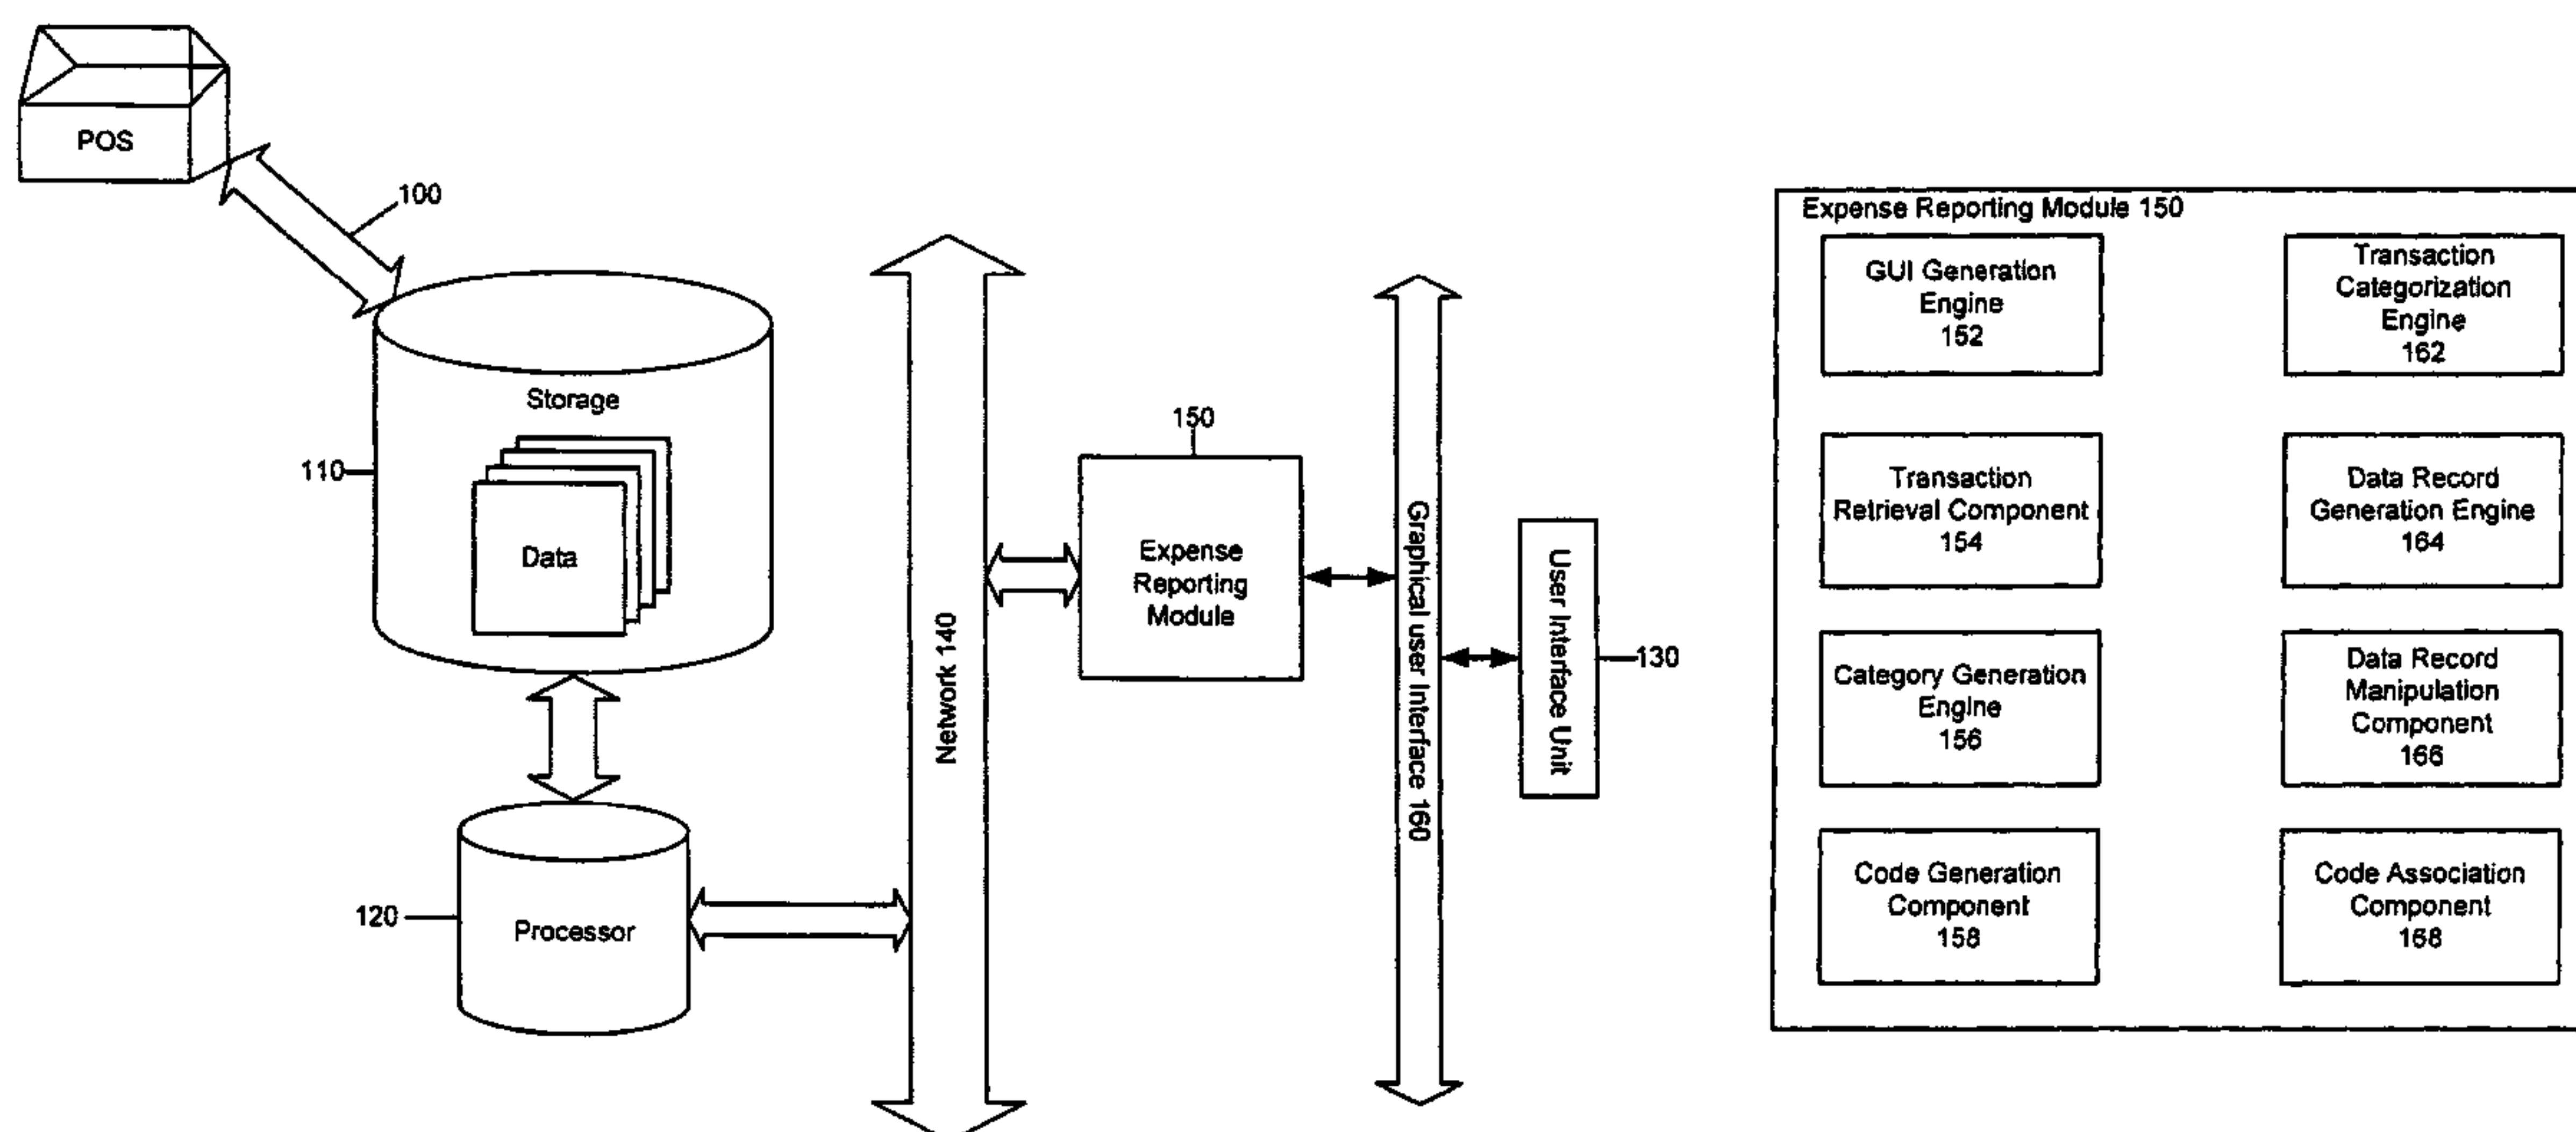 POS
100
Storage
110
Data
120
Processor
Network 140
150
Expense
Reporting
Module
Graphical user Interface 160
User Interface Unit
130
Expense Reporting Module 150
GUI Generation
Engine
152
Transaction
Categorization
Engine
162
Transaction
Retrieval Component
154
Data Record
Generation Engine
164
Category Generation
Engine
156
Data Record
Manipulation
Component
166
Code Generation
Component
158
Code Association
Component
168